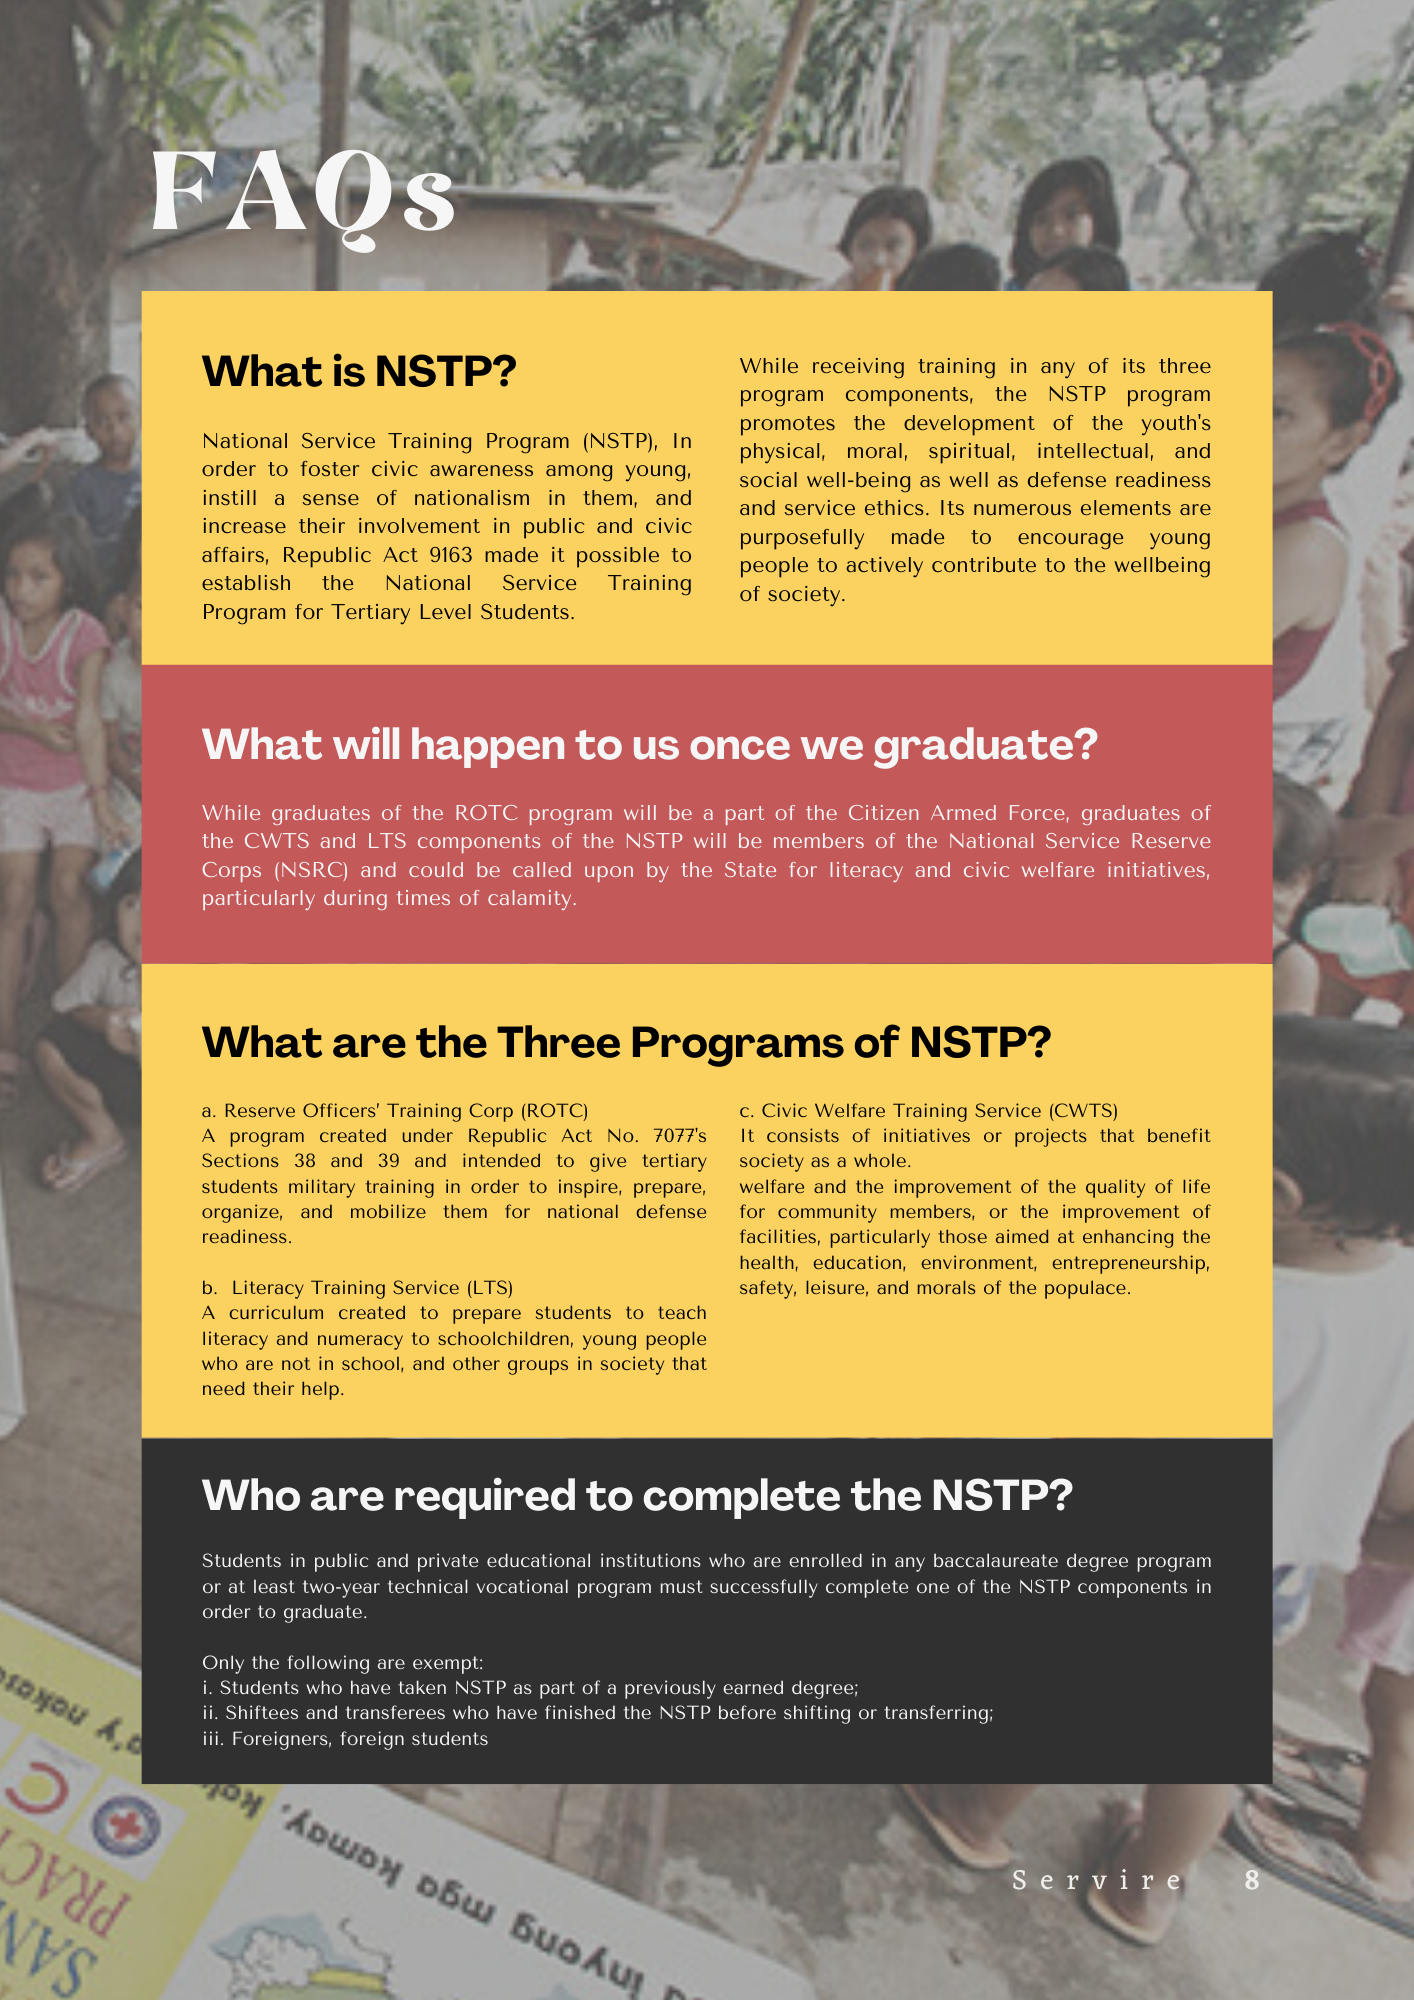 FAQs
What is NSTP?
National Service Training Program (NSTP), In
order to foster civic awareness among young,
instill a sense of nationalism in them, and
increase their involvement in public and civic
affairs, Republic Act 9163 made it possible to
establish the National Service Training
Program for Tertiary Level Students.
While receiving training in any of its three
program components, the NSTP program
promotes the development of the youth's
physical, moral, spiritual, intellectual, and
social well-being as well as defense readiness
and service ethics. Its numerous elements are
purposefully made to encourage young
people to actively contribute to the wellbeing
of society.
What will happen to us once we graduate?
While graduates of the ROTC program will be a part of the Citizen Armed Force, graduates of
the CWTS and LTS components of the NSTP will be members of the National Service Reserve
Corps (NSRC) and could be called upon by the State for literacy and civic welfare initiatives,
particularly during times of calamity.
What are the Three Programs of NSTP?
a. Reserve Officers’ Training Corp (ROTC)
A program created under Republic Act No. 7077's
Sections 38 and 39 and intended to give tertiary
students military training in order to inspire, prepare,
organize, and mobilize them for national defense
readiness.
b. Literacy Training Service (LTS)
A curriculum created to prepare students to teach
literacy and numeracy to schoolchildren, young people
who are not in school, and other groups in society that
need their help.
c. Civic Welfare Training Service (CWTS)
It consists of initiatives or projects that benefit
society as a whole.
welfare and the improvement of the quality of life
for community members, or the improvement of
facilities, particularly those aimed at enhancing the
health, education, environment, entrepreneurship,
safety, leisure, and morals of the populace.
Who are required to complete the NSTP?
Students in public and private educational institutions who are enrolled in any baccalaureate degree program
or at least two-year technical vocational program must successfully complete one of the NSTP components in
order to graduate.
Only the following are exempt:
i. Students who have taken NSTP as part of a previously earned degree;
ii. Shiftees and transferees who have finished the NSTP before shifting or transferring;
iii. Foreigners, foreign students
inyong mga kamay,
Servire 8